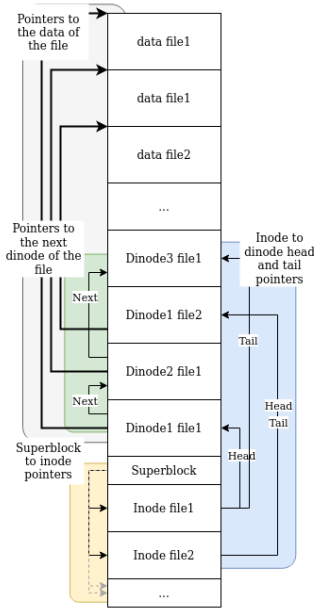 Pointers to
the data of
the file
data file1
data file1
data file2
...
Pointers to
the next
dinode of the
file
Inode to
dinode head
and tail
pointers
Dinode3 file1
Next
Dinode1 file2
Tail
Dinode2 file1
Next
Head
Tail
Dinode1 file1
Head
Superblock
to inode
pointers
Superblock
Inode file1
Inode file2
...